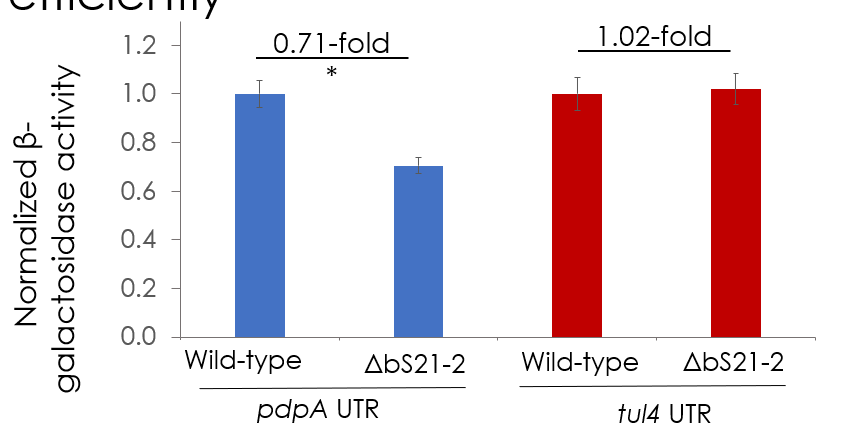 efficiently
0.71-fold
*
1.02-fold
1.2
1.0
0.8
0.6
0.4
0.2
0.0
Normalized β-
galactosidase activity
Wild-type
ΔbS21-2
Wild-type
ΔbS21-2
pdpA UTR
tul4 UTR